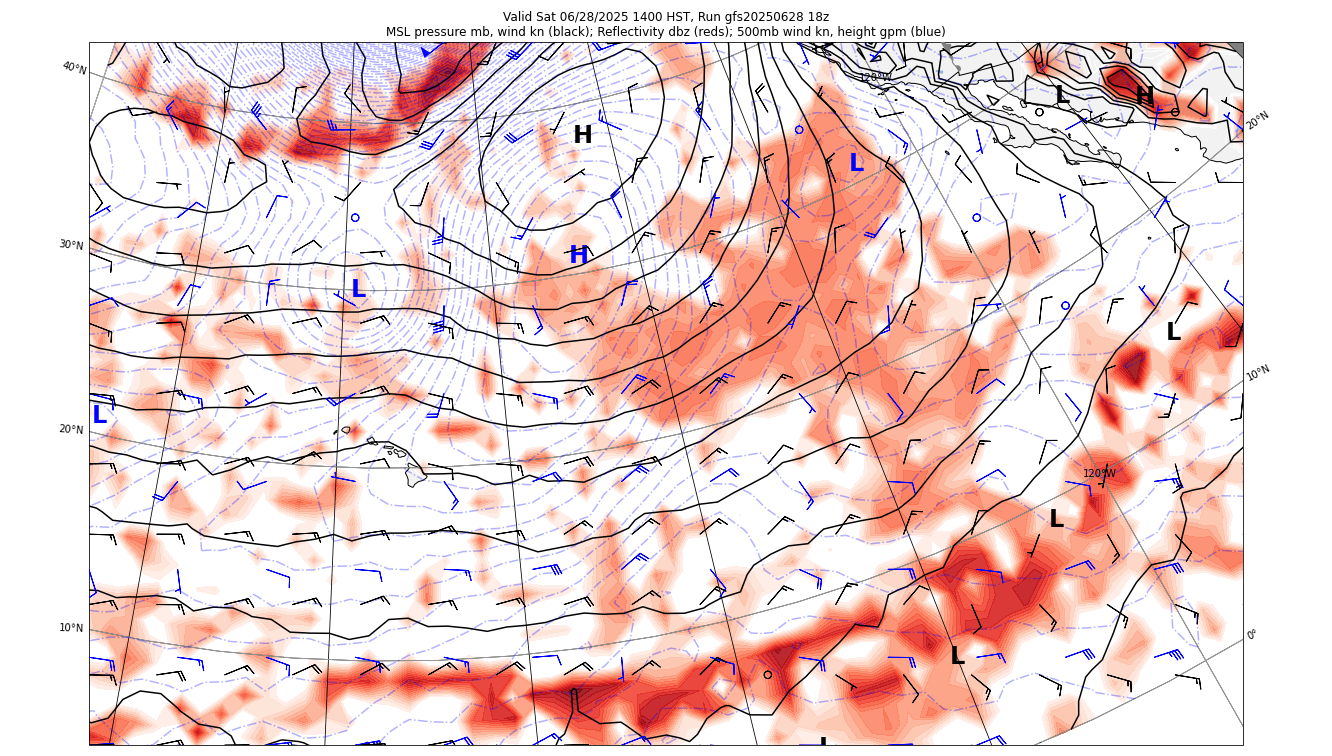 Valid Sat 06/28/2025 1400 HST, Run gfs20250628 18z
MSL pressure mb, wind kn (black); Reflectivity dbz (reds); 500mb wind kn, height gpm (blue)
40°N
120°W
L
H
20°N
H
L
30°N
H
L
L
10°N
L
20°N
120°W
L
10°N
0°
L
L